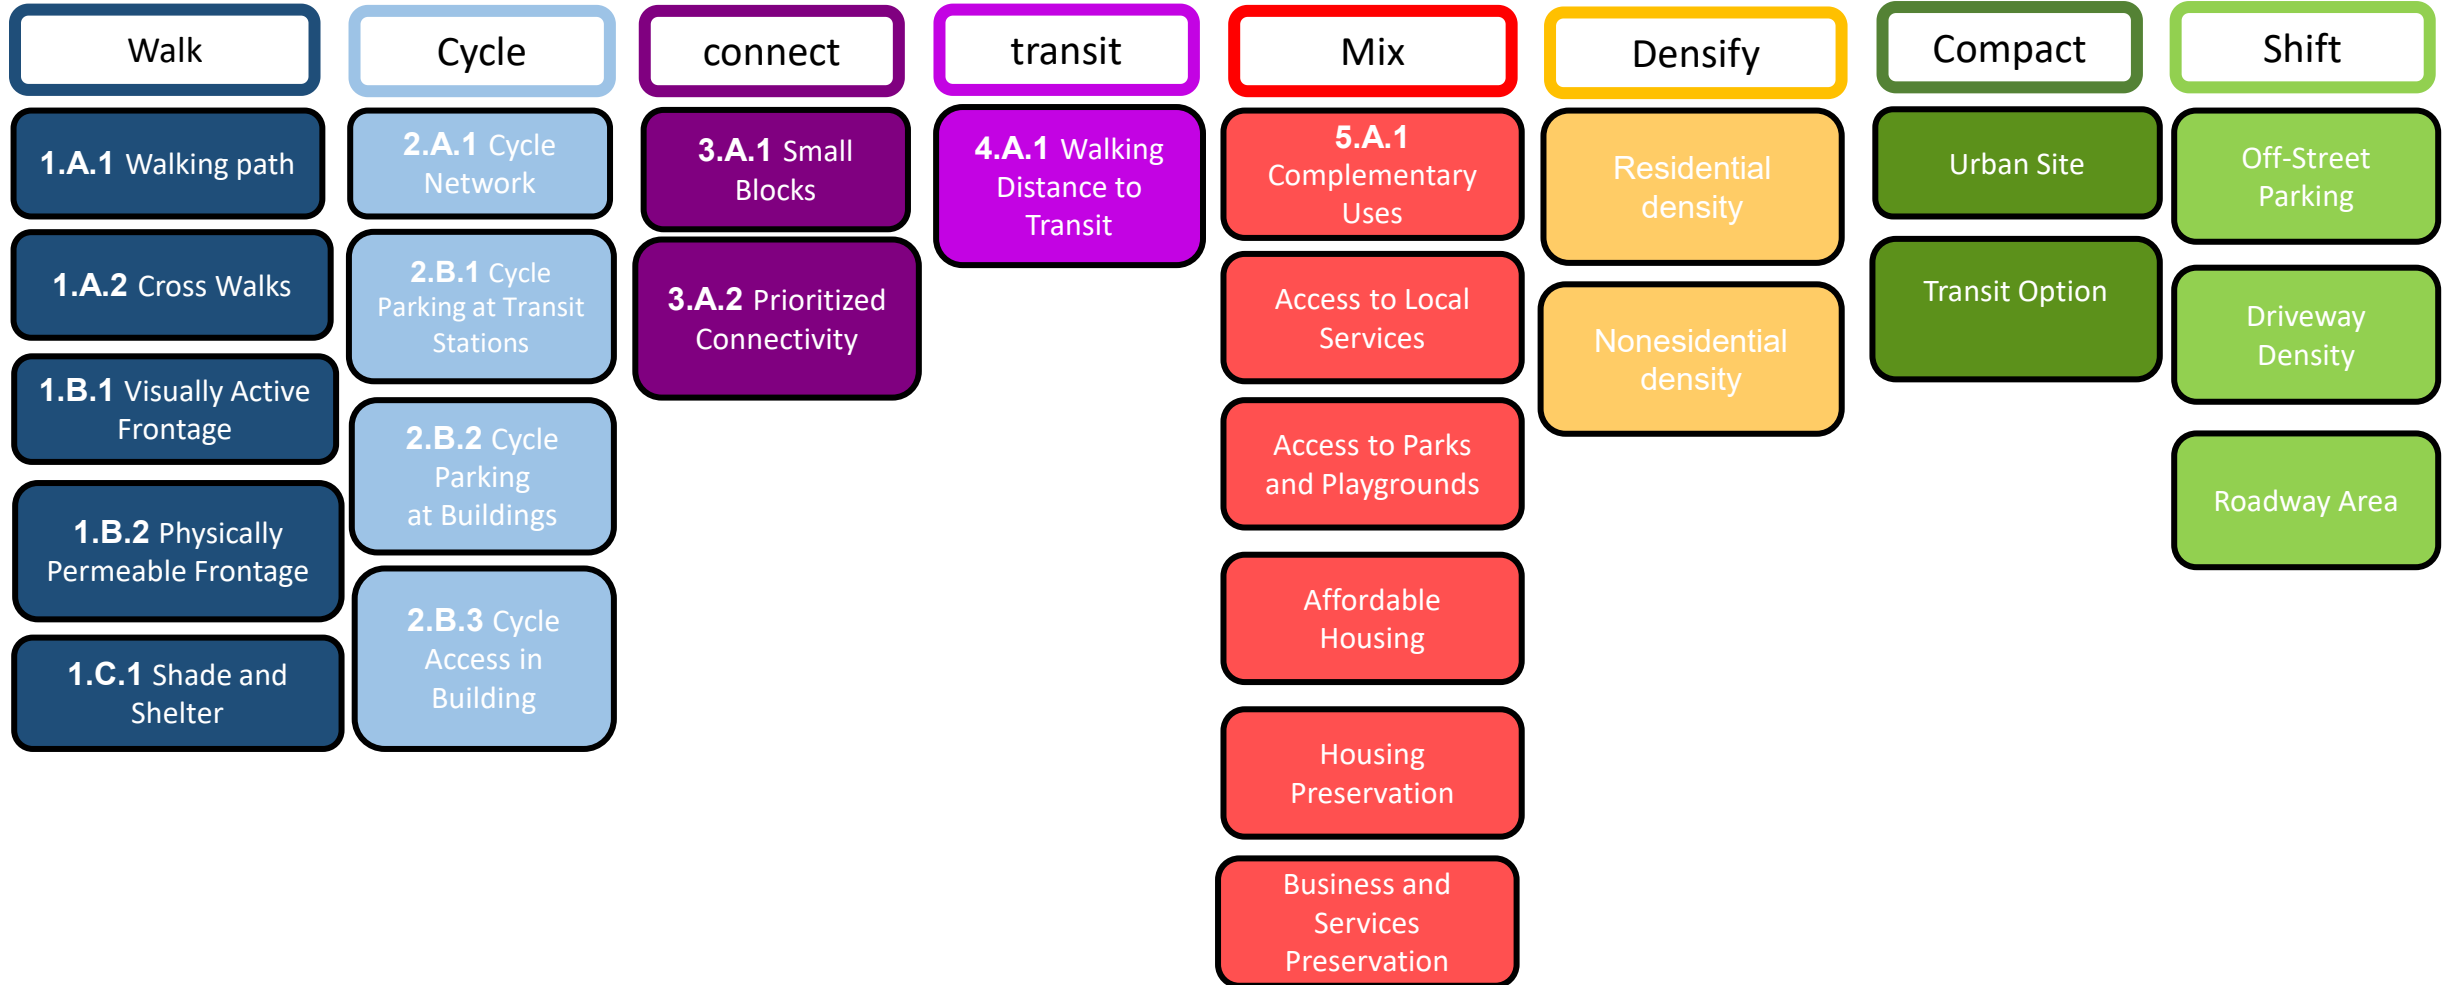 Walk
Cycle
connect
transit
Mix
Densify
Compact
Shift
1.A.1 Walking path
1.A.2 Cross Walks
1.B.1 Visually Active
Frontage
1.B.2 Physically
Permeable Frontage
1.C.1 Shade and
Shelter
2.A.1 Cycle
Network
2.B.1 Cycle
Parking at Transit
Stations
2.B.2 Cycle
Parking
at Buildings
2.B.3 Cycle
Access in
Building
3.A.1 Small
Blocks
3.A.2 Prioritized
Connectivity
4.A.1 Walking
Distance to
Transit
5.A.1
Complementary
Uses
Access to Local
Services
Access to Parks
and Playgrounds
Affordable
Housing
Housing
Preservation
Business and
Services
Preservation
Residential
density
Nonesidential
density
Urban Site
Transit Option
Off-Street
Parking
Driveway
Density
Roadway Area